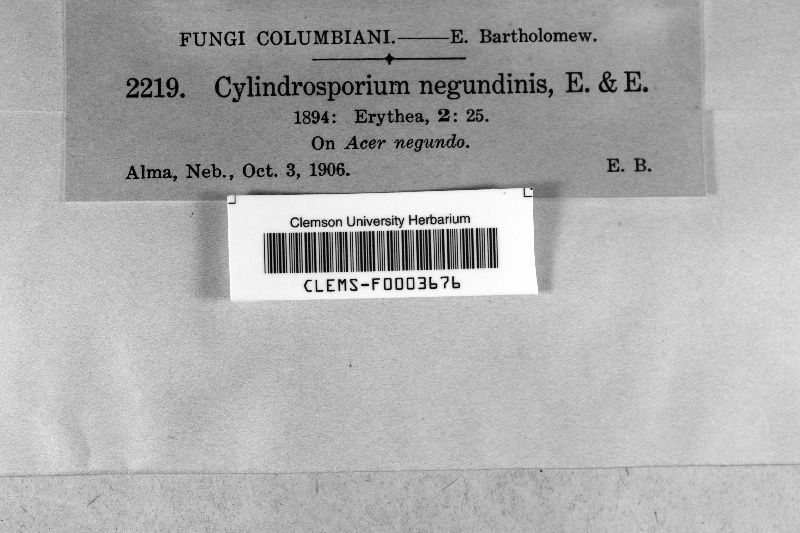 FUNGI COLUMBIANI.——E. Bartholomew.
2219. Cylindrosporium negundinis, E. & E.
1894: Erythea, 2: 25.
On Acer negundo.
Alma, Neb., Oct. 3, 1906. E. B.
Clemson University Herbarium
CLEMS-F0003676